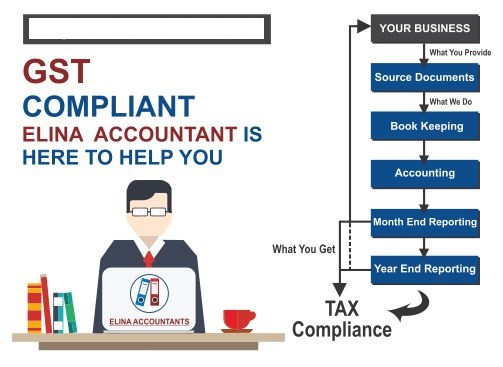 GST
COMPLIANT
ELINA ACCOUNTANT IS
HERE TO HELP YOU
ELINA ACCOUNTANTS
YOUR BUSINESS
What You Provide
Source Documents
What We Do
Book Keeping
Accounting
Month End Reporting
What You Get
Year End Reporting
TAX
Compliance